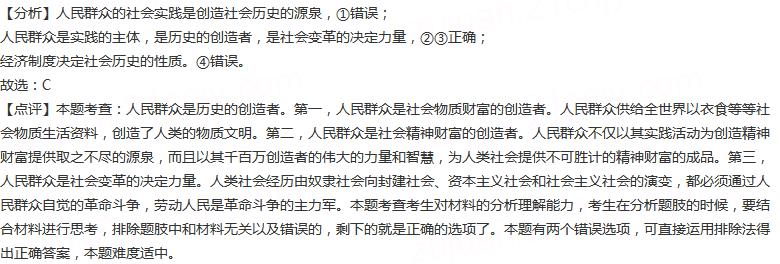 【分析】人民群众的社会实践是创造社会历史的源泉，①错误；
人民群众是实践的主体，是历史的创造者，是社会变革的决定力量，②③正确；
经济制度决定社会历史的性质。④错误。
故选：C
【点评】本题考查：人民群众是历史的创造者。第一，人民群众是社会物质财富的创造者。人民群众供给全世界以衣食等等社
会物质生活资料，创造了人类的物质文明。第二，人民群众是社会精神财富的创造者。人民群众不仅以其实践活动为创造精神
财富提供取之不尽的源泉，而且以其千百万创造者的伟大的力量和智慧，为人类社会提供不可胜计的精神财富的成品。第三，
人民群众是社会变革的决定力量。人类社会经历由奴隶社会向封建社会、资本主义社会和社会主义社会的演变，都必须通过人
民群众自觉的革命斗争，劳动人民是革命斗争的主力军。本题考查考生对材料的分析理解能力，考生在分析题肢的时候，要结
合材料进行思考，排除题肢中和材料无关以及错误的，剩下的就是正确的选项了。本题有两个错误选项，可直接运用排除法得
出正确答案，本题难度适中。